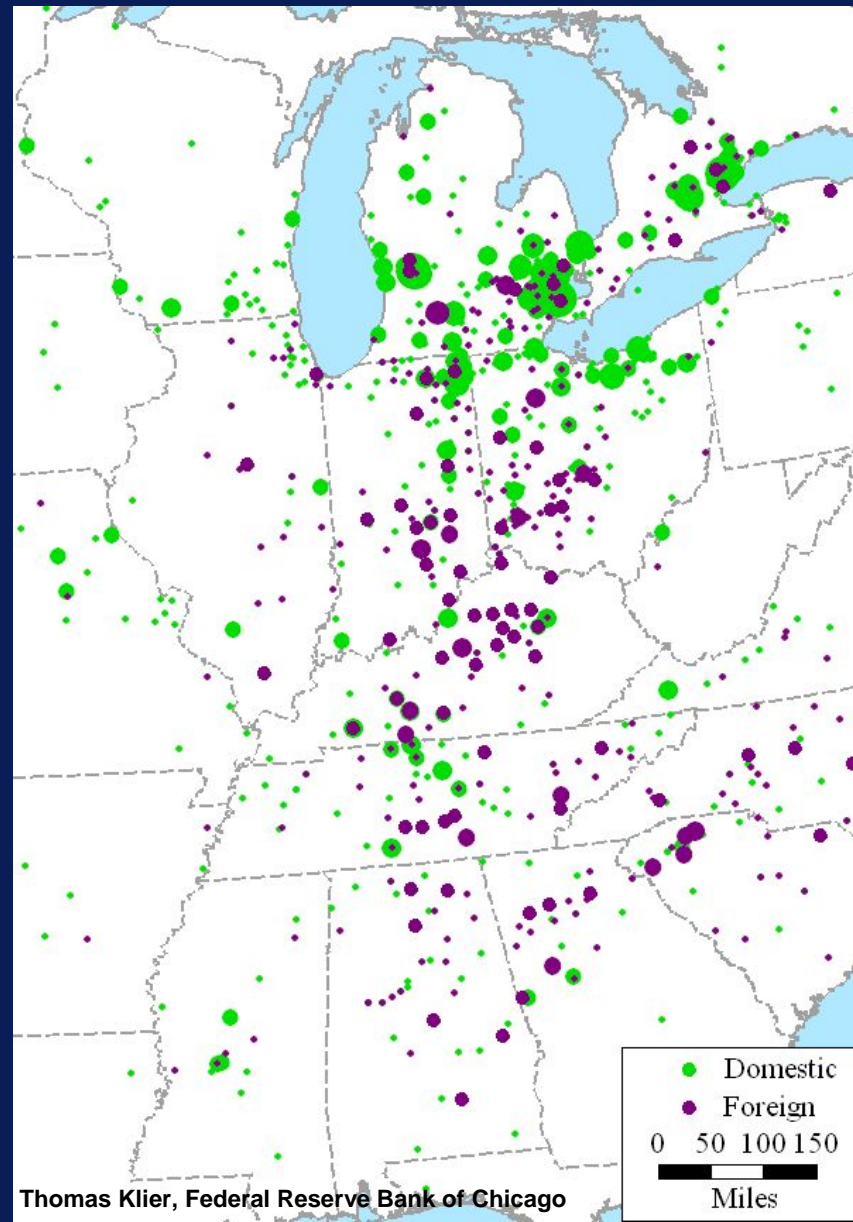 Domestic
Foreign
0 50 100 150
Miles
Thomas Klier, Federal Reserve Bank of Chicago